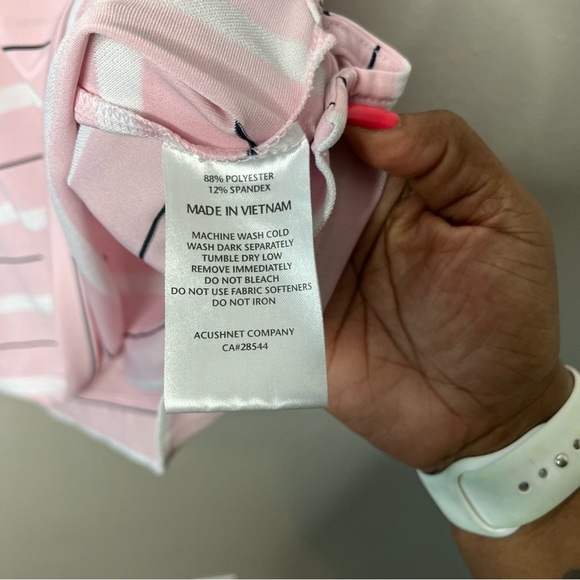 88% POLYESTER
12% SPANDEX
MADE IN VIETNAM
MACHINE WASH COLD
WASH DARK SEPARATELY
TUMBLE DRY LOW
REMOVE IMMEDIATELY
DO NOT BLEACH
DO NOT USE FABRIC SOFTENERS
DO NOT IRON
ACUSHNET COMPANY
CA#28544